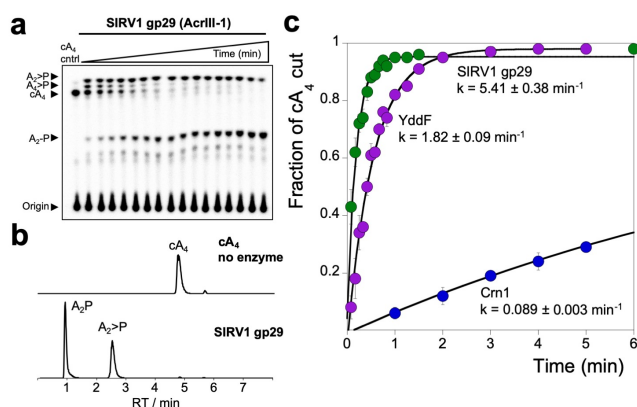 a
SIRV1 gp29 (AcrIII-1)
cA4
cntrl
Time (min)
A2>P
A4>P
cA4
A2-P
Origin
b
cA4
cA4
no enzyme
A2P
A2>P
SIRV1 gp29
1 2 3 4 5 6 7
RT / min
c
Fraction of cA4 cut
1
0.8
0.6
0.4
0.2
SIRV1 gp29
k = 5.41 ± 0.38 min-1
YddF
k = 1.82 ± 0.09 min-1
Crn1
k = 0.089 ± 0.003 min-1
0 1 2 3 4 5 6
Time (min)